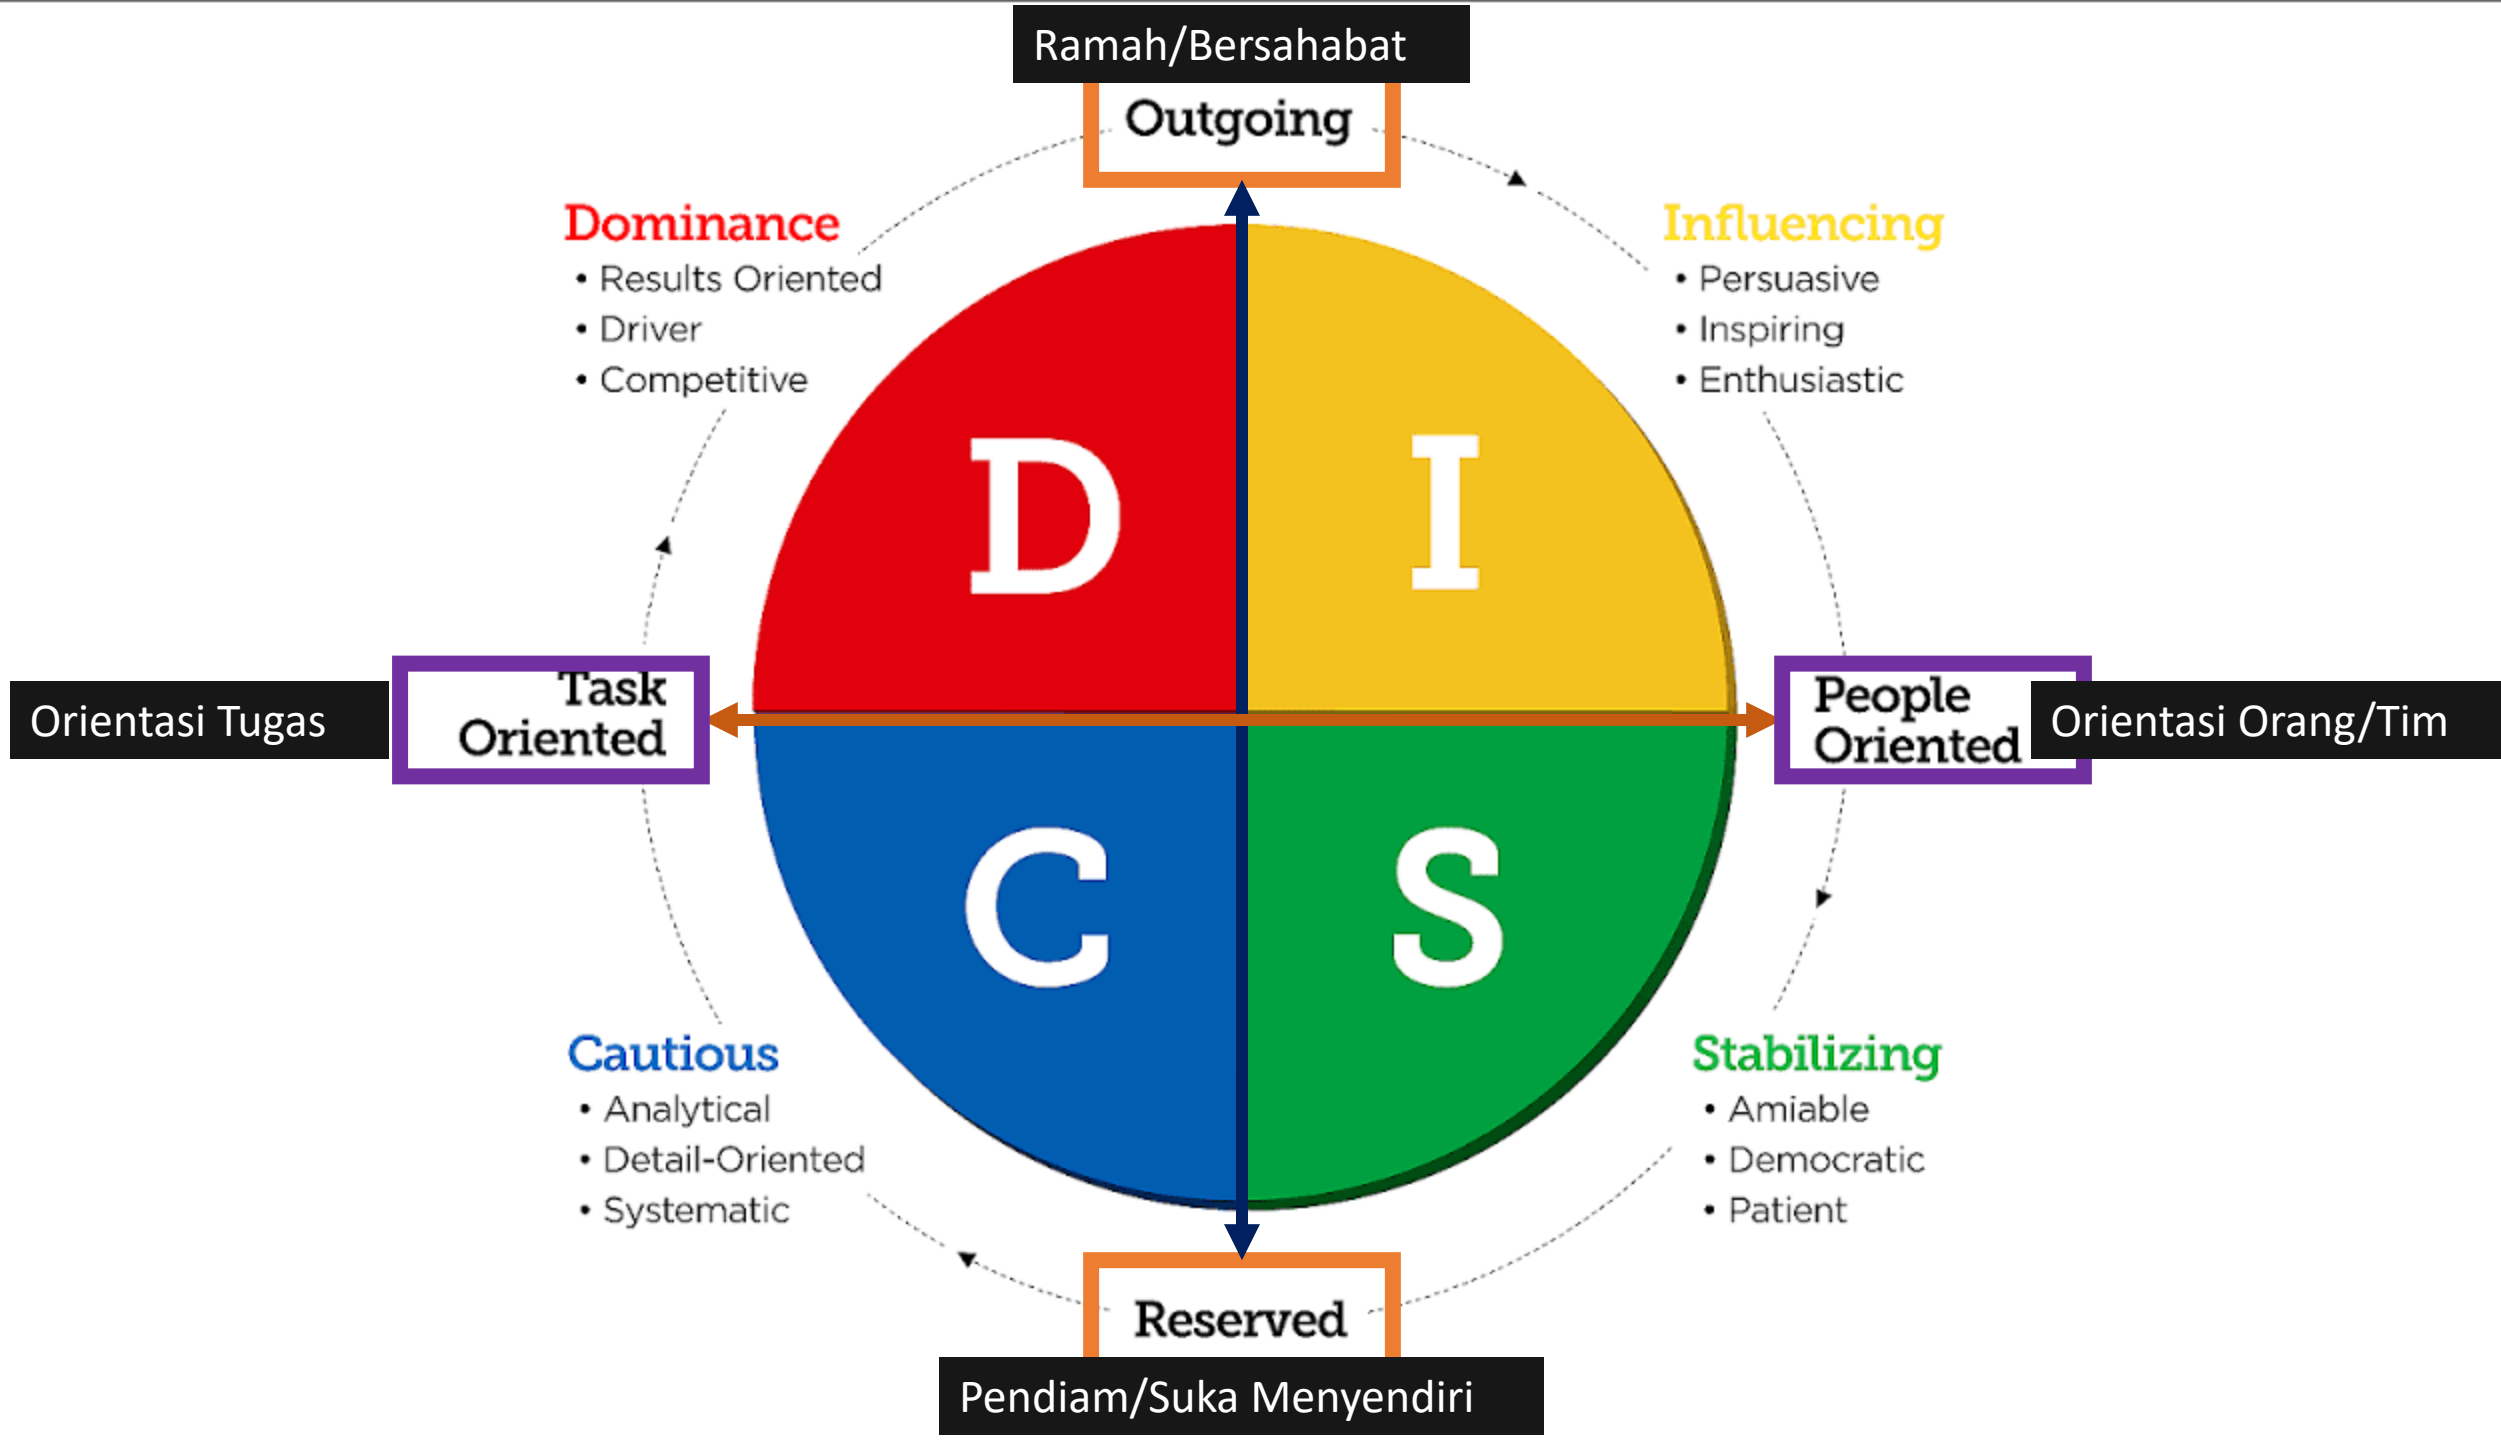 Ramah/Bersahabat
Outgoing
Dominance
• Results Oriented
• Driver
• Competitive
Influencing
• Persuasive
• Inspiring
• Enthusiastic
D
I
Orientasi Tugas
Task
Oriented
People
Oriented
Orientasi Orang/Tim
C
S
Cautious
• Analytical
• Detail-Oriented
• Systematic
Stabilizing
• Amiable
• Democratic
• Patient
Reserved
Pendiam/Suka Menyendiri